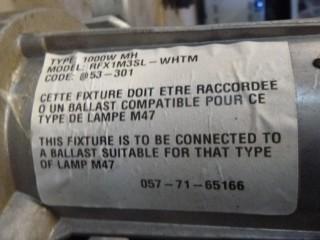 TYPE 1000W MH
MODEL: RFX1M3SL-WHTM
CODE: @53-301
CETTE FIXTURE DOIT ETRE RACCORDEE
O UN BALLAST COMPATIBLE POUR CE
TYPE DE LAMPE M47
THIS FIXTURE IS TO BE CONNECTED TO
A BALLAST SUITABLE FOR THAT TYPE
OF LAMP M47
057-71-65166